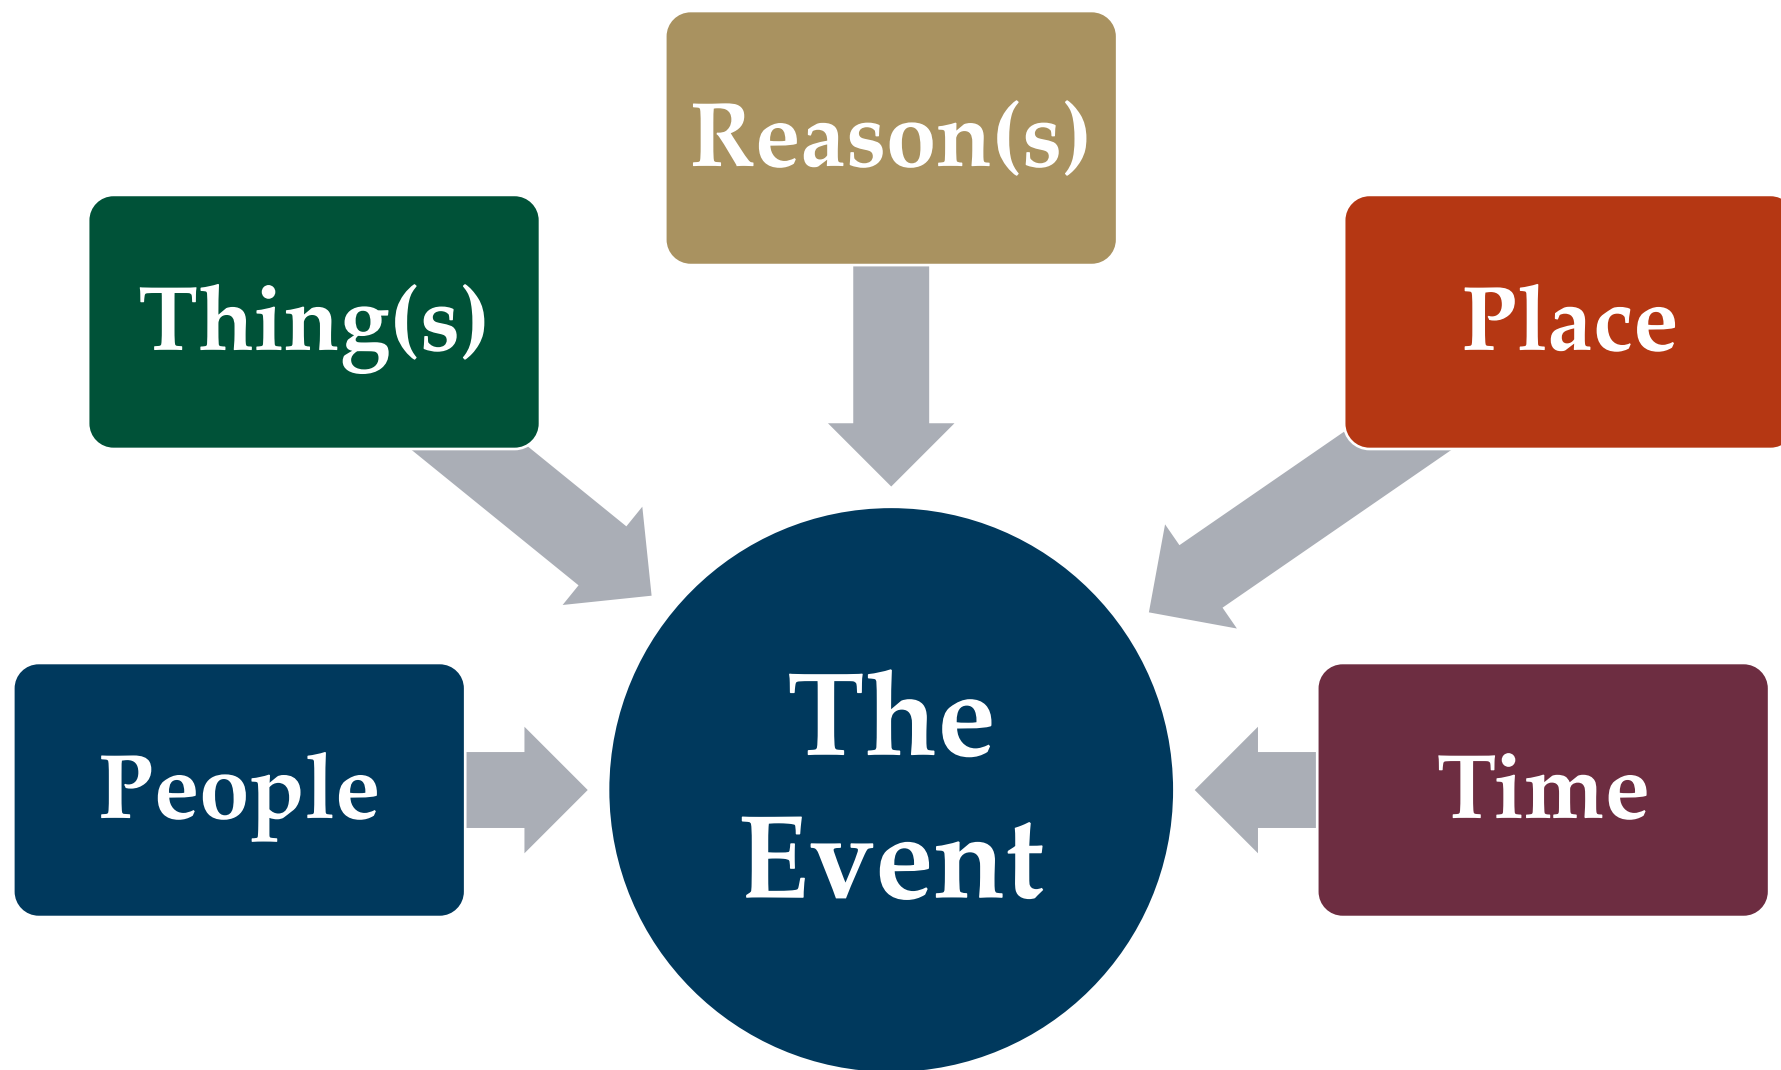 Reason(s)
Thing(s)
Place
People
The
Event
Time